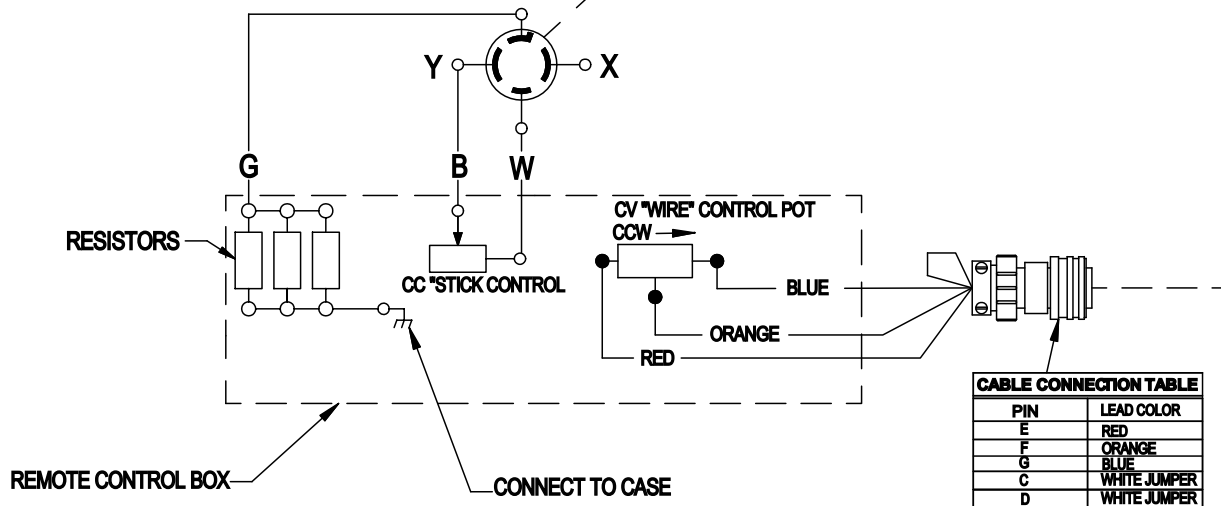 Y
X
G
B
W
CV "WIRE" CONTROL POT
CCW
RESISTORS
CC "STICK CONTROL
BLUE
ORANGE
RED
CABLE CONNECTION TABLE
PIN LEAD COLOR
E RED
F ORANGE
G BLUE
C WHITE JUMPER
D WHITE JUMPER
REMOTE CONTROL BOX
CONNECT TO CASE